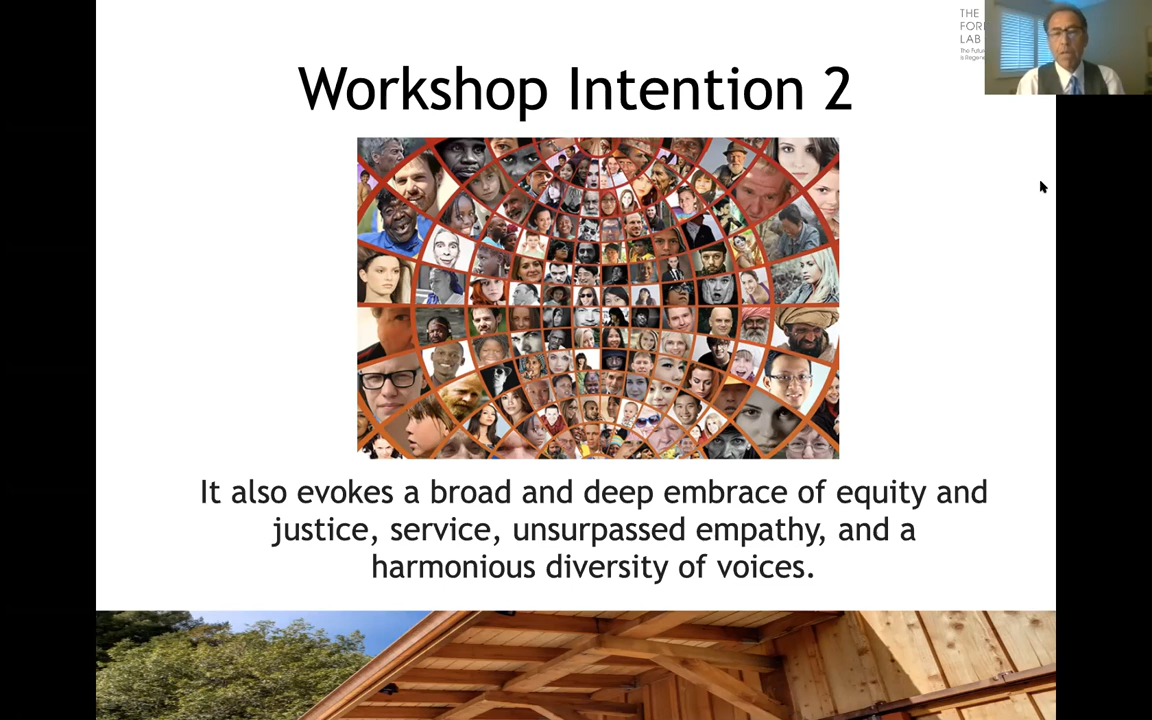 THE
LAB
Workshop Intention 2
It also evokes a broad and deep embrace of equity and
justice, service, unsurpassed empathy, and a
harmonious diversity of voices.